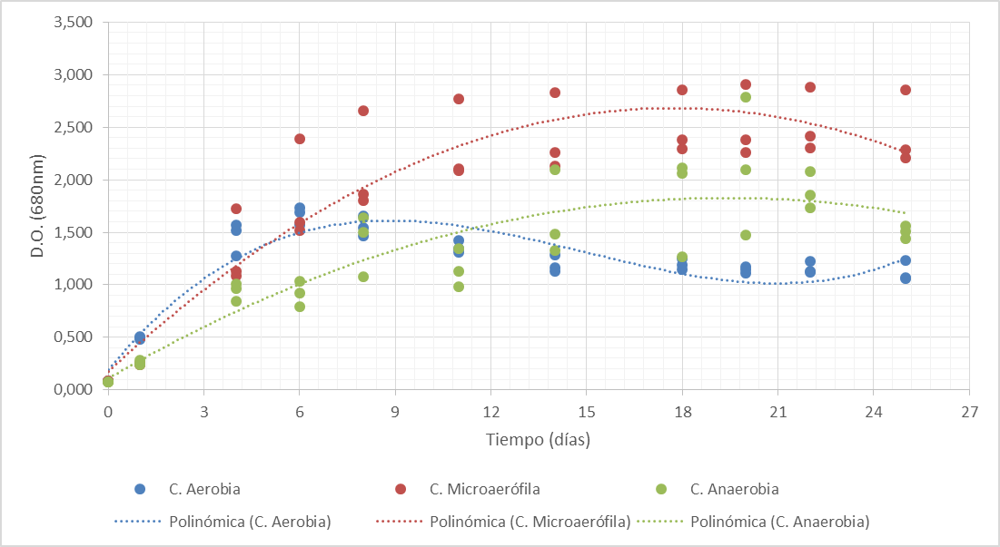 3,500
3,000
2,500
2,000
1,500
1,000
0,500
0,000
D.O. (680nm)
0 3 6 9 12 15 18 21 24 27
Tiempo (días)
C. Aerobia C. Microaerófila C. Anaerobia
Polinómica (C. Aerobia) Polinómica (C. Microaerófila) Polinómica (C. Anaerobia)